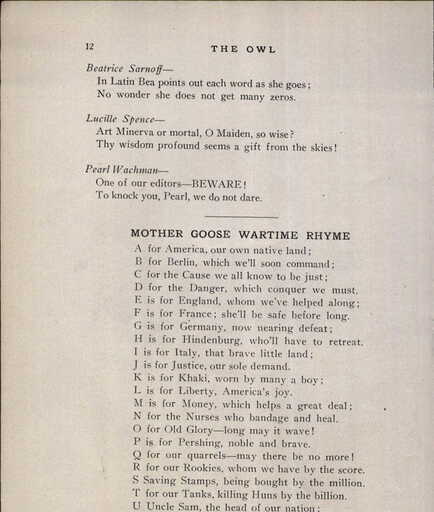 12
THE OWL
Beatrice Sarnoff—
In Latin Bea points out each word as she goes;
No wonder she does not get many zeros.
Lucille Spence—
Art Minerva or mortal, O Maiden, so wise?
Thy wisdom profound seems a gift from the skies!
Pearl Wachman—
One of our editors—BEWARE!
To knock you, Pearl, we do not dare.
MOTHER GOOSE WARTIME RHYME
A for America, our own native land;
B for Berlin, which we'll soon command;
C for the Cause we all know to be just;
D for the Danger, which conquer we must.
E is for England, whom we've helped along;
F is for France; she'll be safe before long.
G is for Germany, now nearing defeat;
H is for Hindenburg, who'll have to retreat.
I is for Italy, that brave little land;
J is for Justice, our sole demand.
K is for Khaki, worn by many a boy;
L is for Liberty, America's joy.
M is for Money, which helps a great deal;
N for the Nurses who bandage and heal.
O for Old Glory—long may it wave!
P is for Pershing, noble and brave.
Q for our quarrels—may there be no more!
R for our Rookies, whom we have by the score.
S Saving Stamps, being bought by the million.
T for our Tanks, killing Huns by the billion.
U Uncle Sam, the head of our nation;